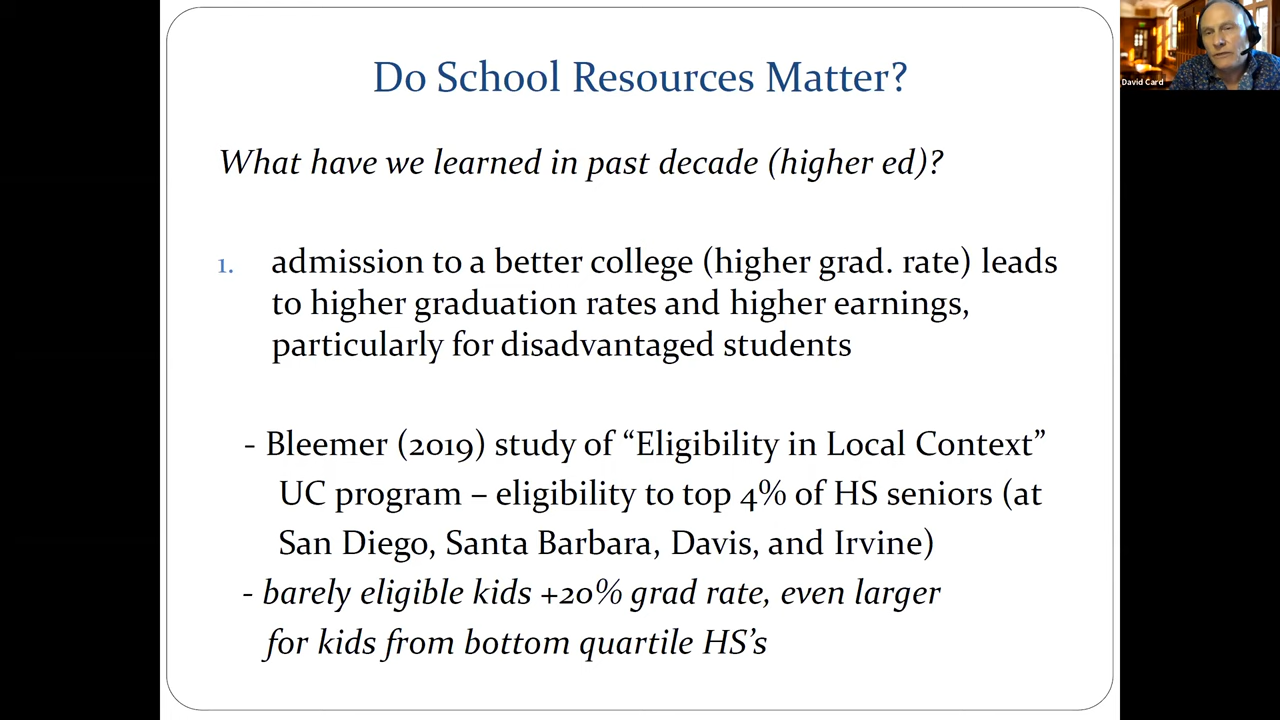 Do School Resources Matter?
David Card
What have we learned in past decade (higher ed)?
1. admission to a better college (higher grad. rate) leads
to higher graduation rates and higher earnings,
particularly for disadvantaged students
- Bleemer (2019) study of “Eligibility in Local Context”
UC program – eligibility to top 4% of HS seniors (at
San Diego, Santa Barbara, Davis, and Irvine)
- barely eligible kids +20% grad rate, even larger
for kids from bottom quartile HS’s